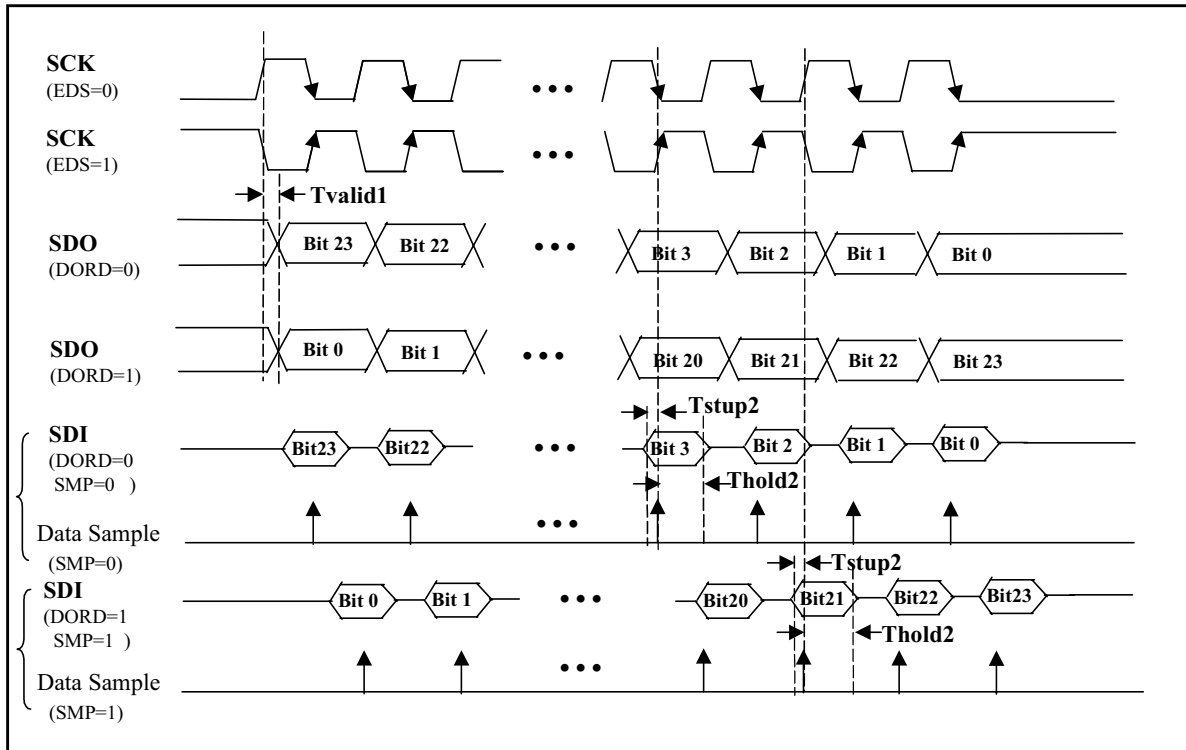 SCK
(EDS=0)
•••
SCK
(EDS=1)
•••
Tvalid1
SDO
(DORD=0)
Bit 23 Bit 22 ••• Bit 3 Bit 2 Bit 1 Bit 0
SDO
(DORD=1)
Bit 0 Bit 1 ••• Bit 20 Bit 21 Bit 22 Bit 23
Tstup2
SDI
(DORD=0
SMP=0 )
Bit23 Bit22 ••• Bit 3 Bit 2 Bit 1 Bit 0
Thold2
Data Sample
(SMP=0)
•••
Tstup2
SDI
(DORD=1
SMP=1 )
Bit 0 Bit 1 ••• Bit20 Bit21 Bit22 Bit23
Thold2
Data Sample
(SMP=1)
•••